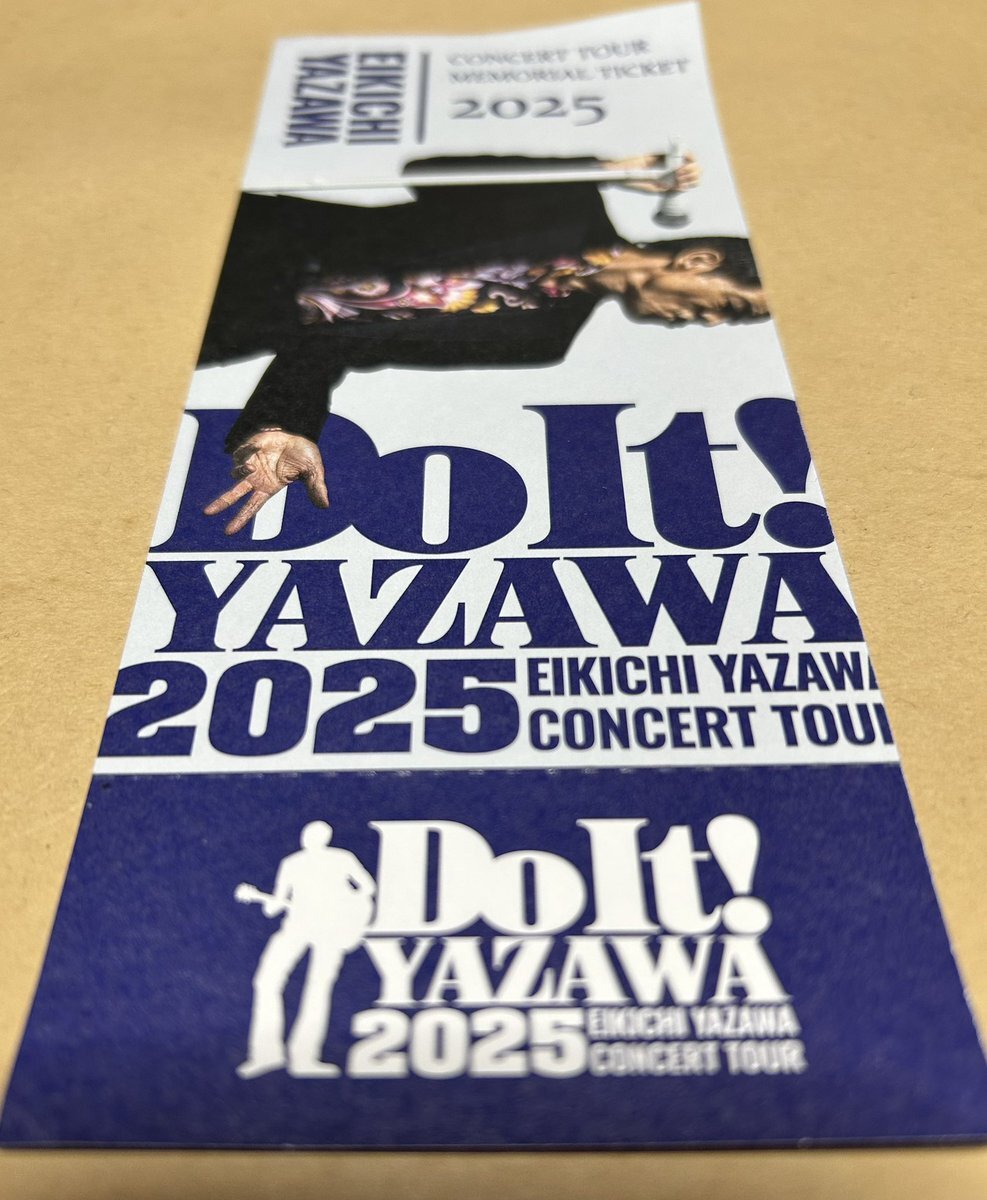 EIKICHI
YAZAWA
CONCERT TOUR
MEMORIAL TICKET
2025
Do It!
YAZAWA
2025
EIKICHI YAZAWA
CONCERT TOUR
Do It!
YAZAWA
2025
EIKICHI YAZAWA
CONCERT TOUR